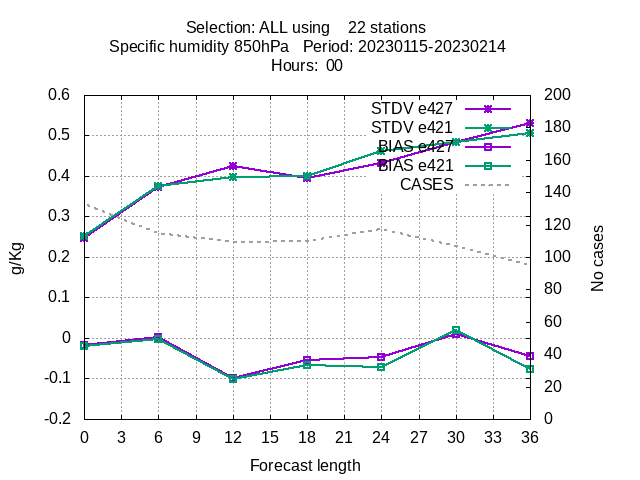 Selection: ALL using 22 stations
Specific humidity 850hPa Period: 20230115-20230214
Hours: 00
0.6
0.5
0.4
0.3
0.2
0.1
0
-0.1
-0.2
200
180
160
140
120
100
80
60
40
20
0
STDV e427
STDV e421
BIAS e427
BIAS e421
CASES
g/Kg
No cases
0 3 6 9 12 15 18 21 24 27 30 33 36
Forecast length